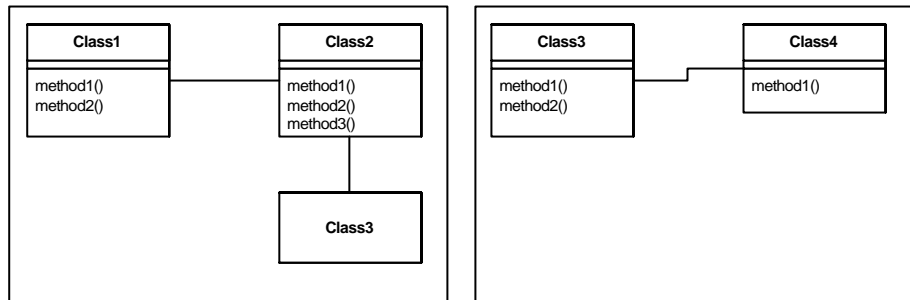 Class1
method1()
method2()
Class2
method1()
method2()
method3()
Class3
Class3
method1()
method2()
Class4
method1()